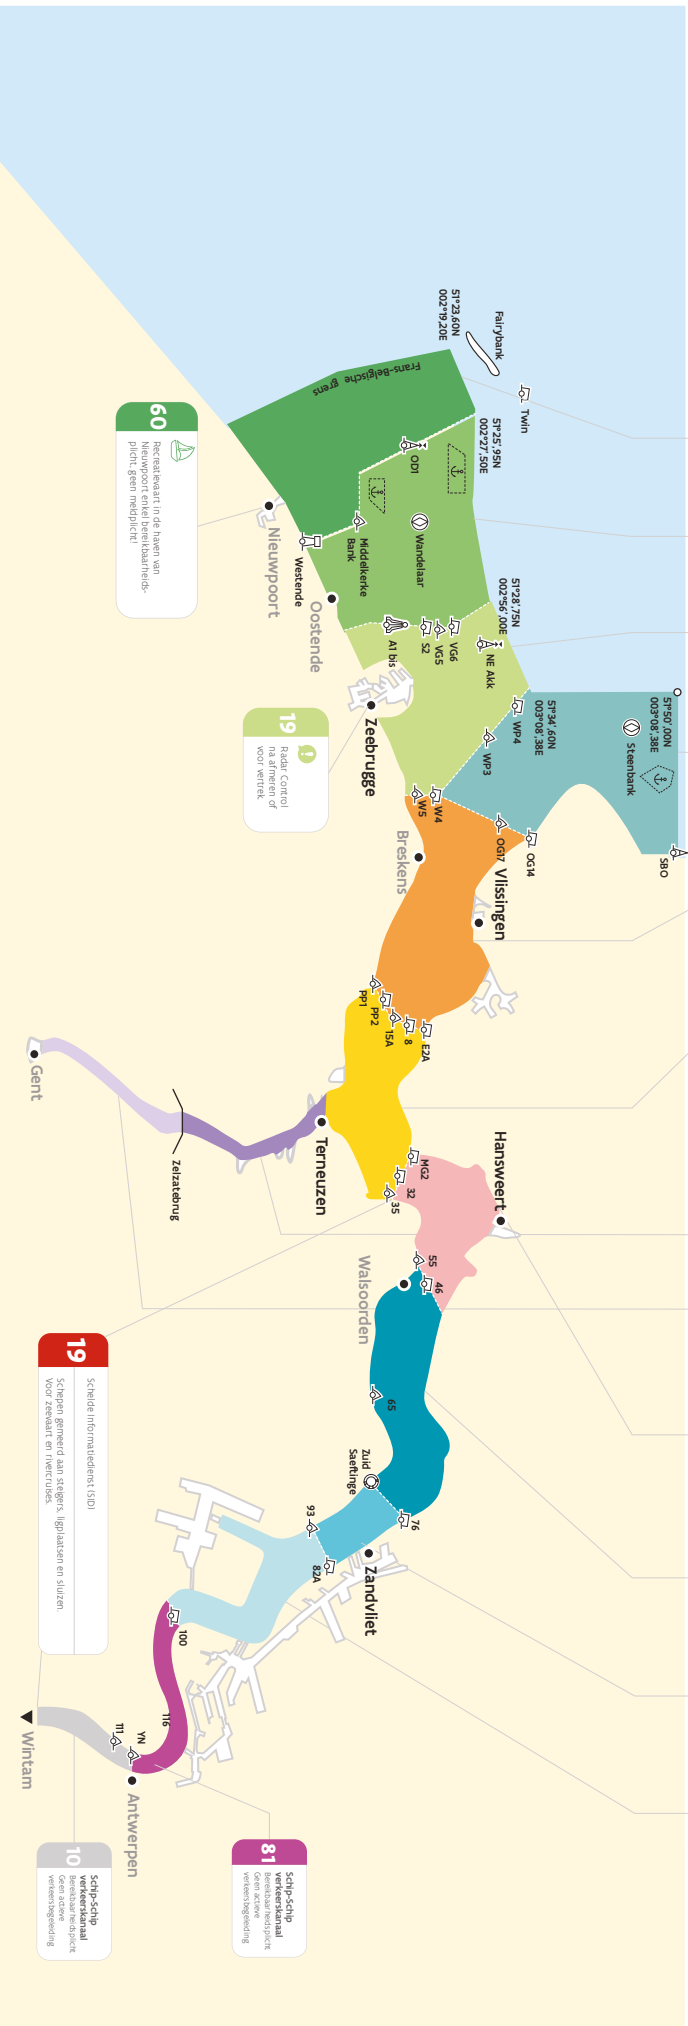 Fairybank
51°23,60N
002°19,20E
Twin
Frans-Belgische grens
51°25',95N
002°27',50E
OD1
Wandelaar
Middelkerke
Bank
Westende
Nieuwpoort
Oostende
60
Recreatievaart in de haven van
Nieuwpoort enkel bereikbaarheids-
plicht, geen meldplicht!
51°28',75N
002°56',00E
NE Akk
VG6
VG5
S2
A1 bis
Zeebrugge
19
Radar Control
na afmeren of
voor vertrek.
51°50',00N
003°08',38E
Steenbank
51°34',60N
003°08',38E
WP4
WP3
SBO
OG14
OG17
W4
W5
Breskens
Vlissingen
PP1
PP2
15A
8
E2A
Gent
Zelzatebrug
Terneuzen
MG2
32
35
Hansweert
55
46
Walsoorden
65
Zuid
Saeftinge
76
93
82A
Zandvliet
19
Schelde Informatiedienst (SID)
Schepen gemeerd aan steigers, ligplaatsen en sluizen.
Voor zeevaart en rivercruises.
100
116
YN
111
Antwerpen
Wintam
81
Schip-Schip
verkeerskanaal
Bereikbaarheidsplicht
Geen actieve
verkeersbegeleiding
10
Schip-Schip
verkeerskanaal
Bereikbaarheidsplicht
Geen actieve
verkeersbegeleiding